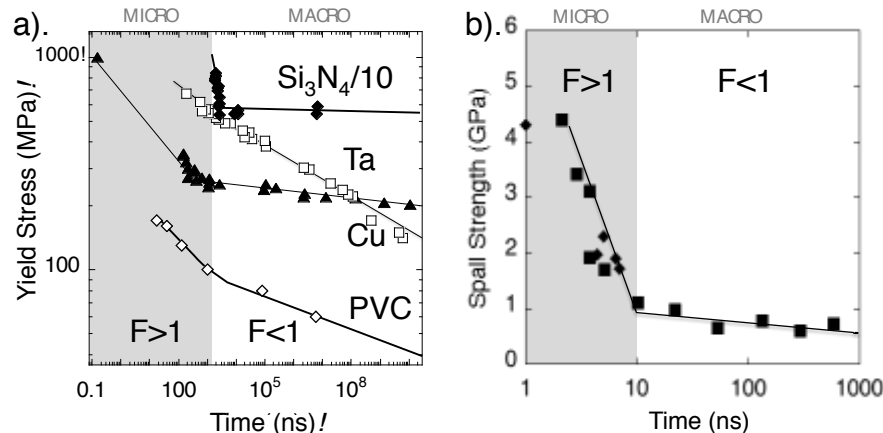 MICRO MACRO
a).
1000!
Si3N4/10
Ta
Cu
100
PVC
F>1 F<1
0.1 100 10^5 10^8
Yield Stress (MPa)!
Time (ns)!
MICRO MACRO
b).
6
F>1 F<1
5
4
3
2
1
0
1 10 100 1000
Spall Strength (GPa)
Time (ns)